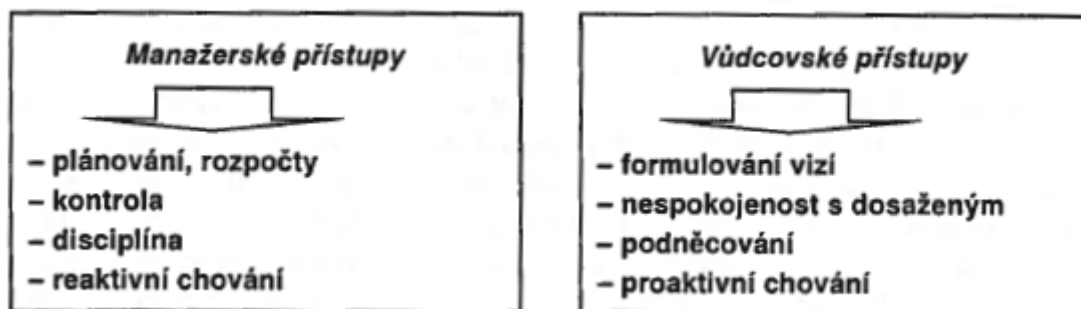 Manažerské přístupy
– plánování, rozpočty
– kontrola
– disciplína
– reaktivní chování
Vůdcovské přístupy
– formulování vizí
– nespokojenost s dosaženým
– podněcování
– proaktivní chování